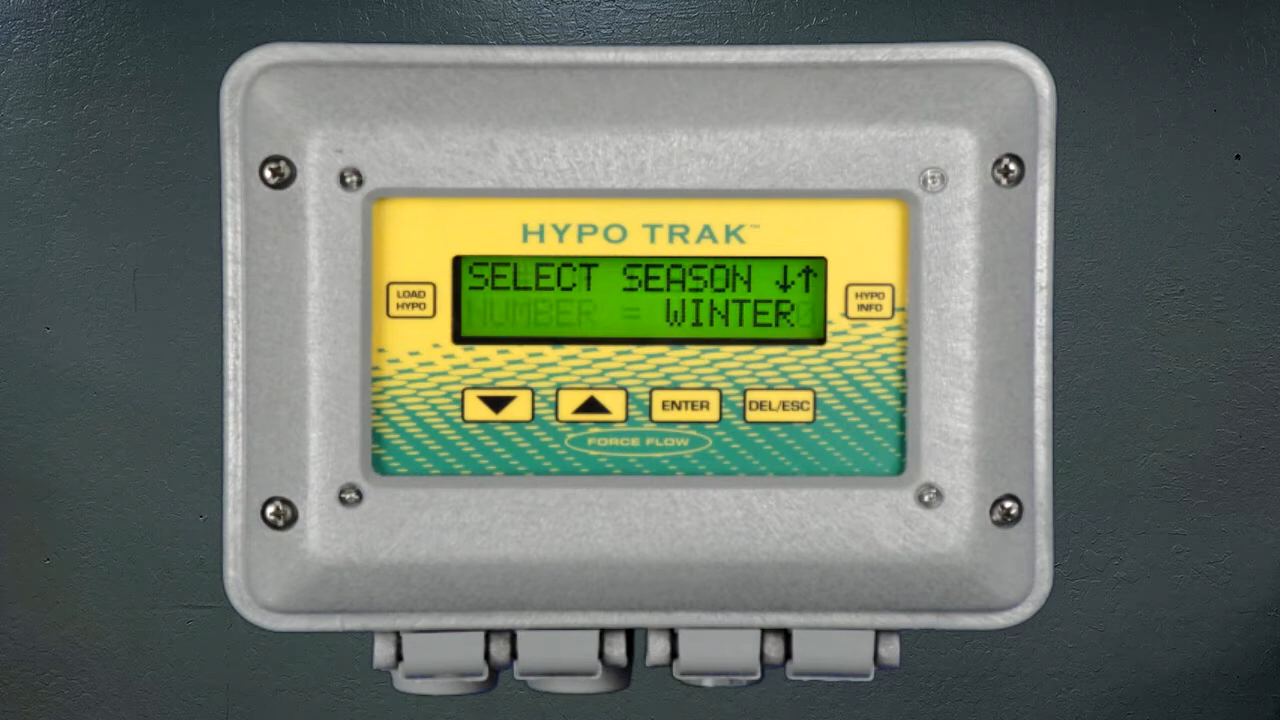 HYPO TRAK™
SELECT SEASON ↓↑
NUMBER = WINTER
LOAD
HYPO
HYPO
INFO
ENTER
DEL/ESC
FORCE FLOW